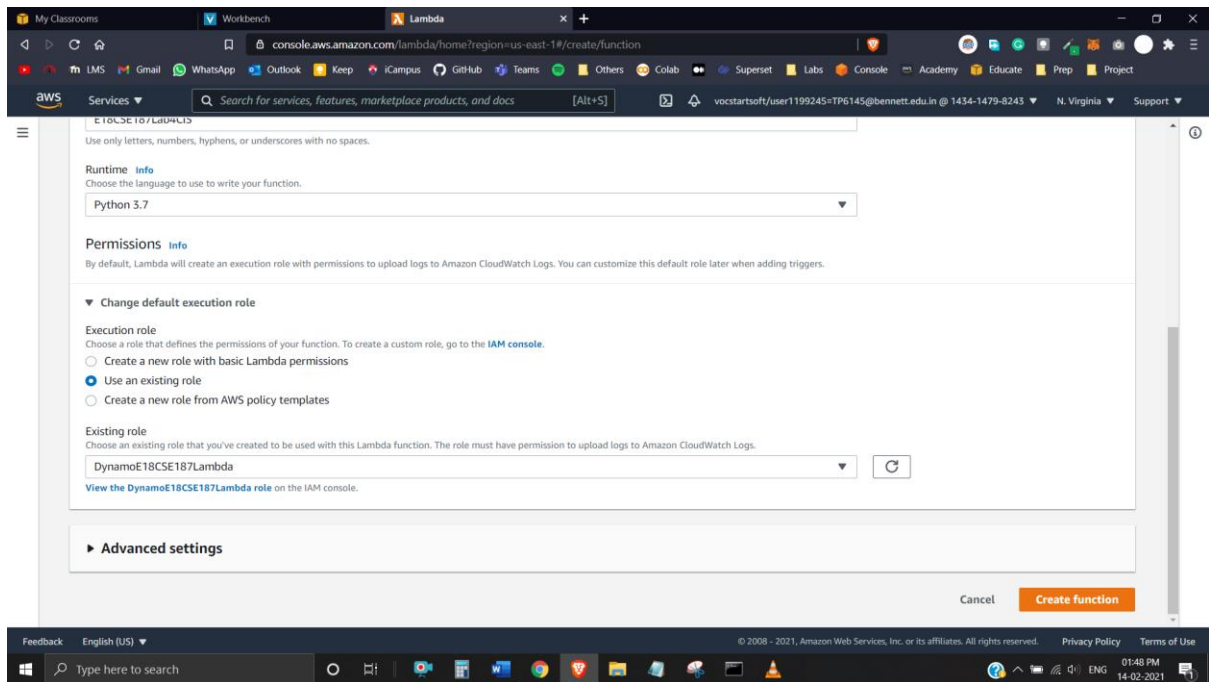 My Classrooms
Workbench
Lambda
console.aws.amazon.com/lambda/home?region=us-east-1#/create/function
LMS Gmail WhatsApp Outlook Keep iCampus GitHub Teams Others Colab Superset Labs Console Academy Educate Prep Project
aws Services Search for services, features, marketplace products, and docs [Alt+S] vocstartsoft/user1199245=TP6145@bennett.edu.in @ 1434-1479-8243 N. Virginia Support
E18CSE187Lab4CIS
Use only letters, numbers, hyphens, or underscores with no spaces.
Runtime Info
Choose the language to use to write your function.
Python 3.7
Permissions Info
By default, Lambda will create an execution role with permissions to upload logs to Amazon CloudWatch Logs. You can customize this default role later when adding triggers.
Change default execution role
Execution role
Choose a role that defines the permissions of your function. To create a custom role, go to the IAM console.
Create a new role with basic Lambda permissions
Use an existing role
Create a new role from AWS policy templates
Existing role
Choose an existing role that you've created to be used with this Lambda function. The role must have permission to upload logs to Amazon CloudWatch Logs.
DynamoE18CSE187Lambda
View the DynamoE18CSE187Lambda role on the IAM console.
Advanced settings
Cancel Create function
Feedback English (US) © 2008 - 2021, Amazon Web Services, Inc. or its affiliates. All rights reserved. Privacy Policy Terms of Use
Type here to search
ENG
01:48 PM
14-02-2021